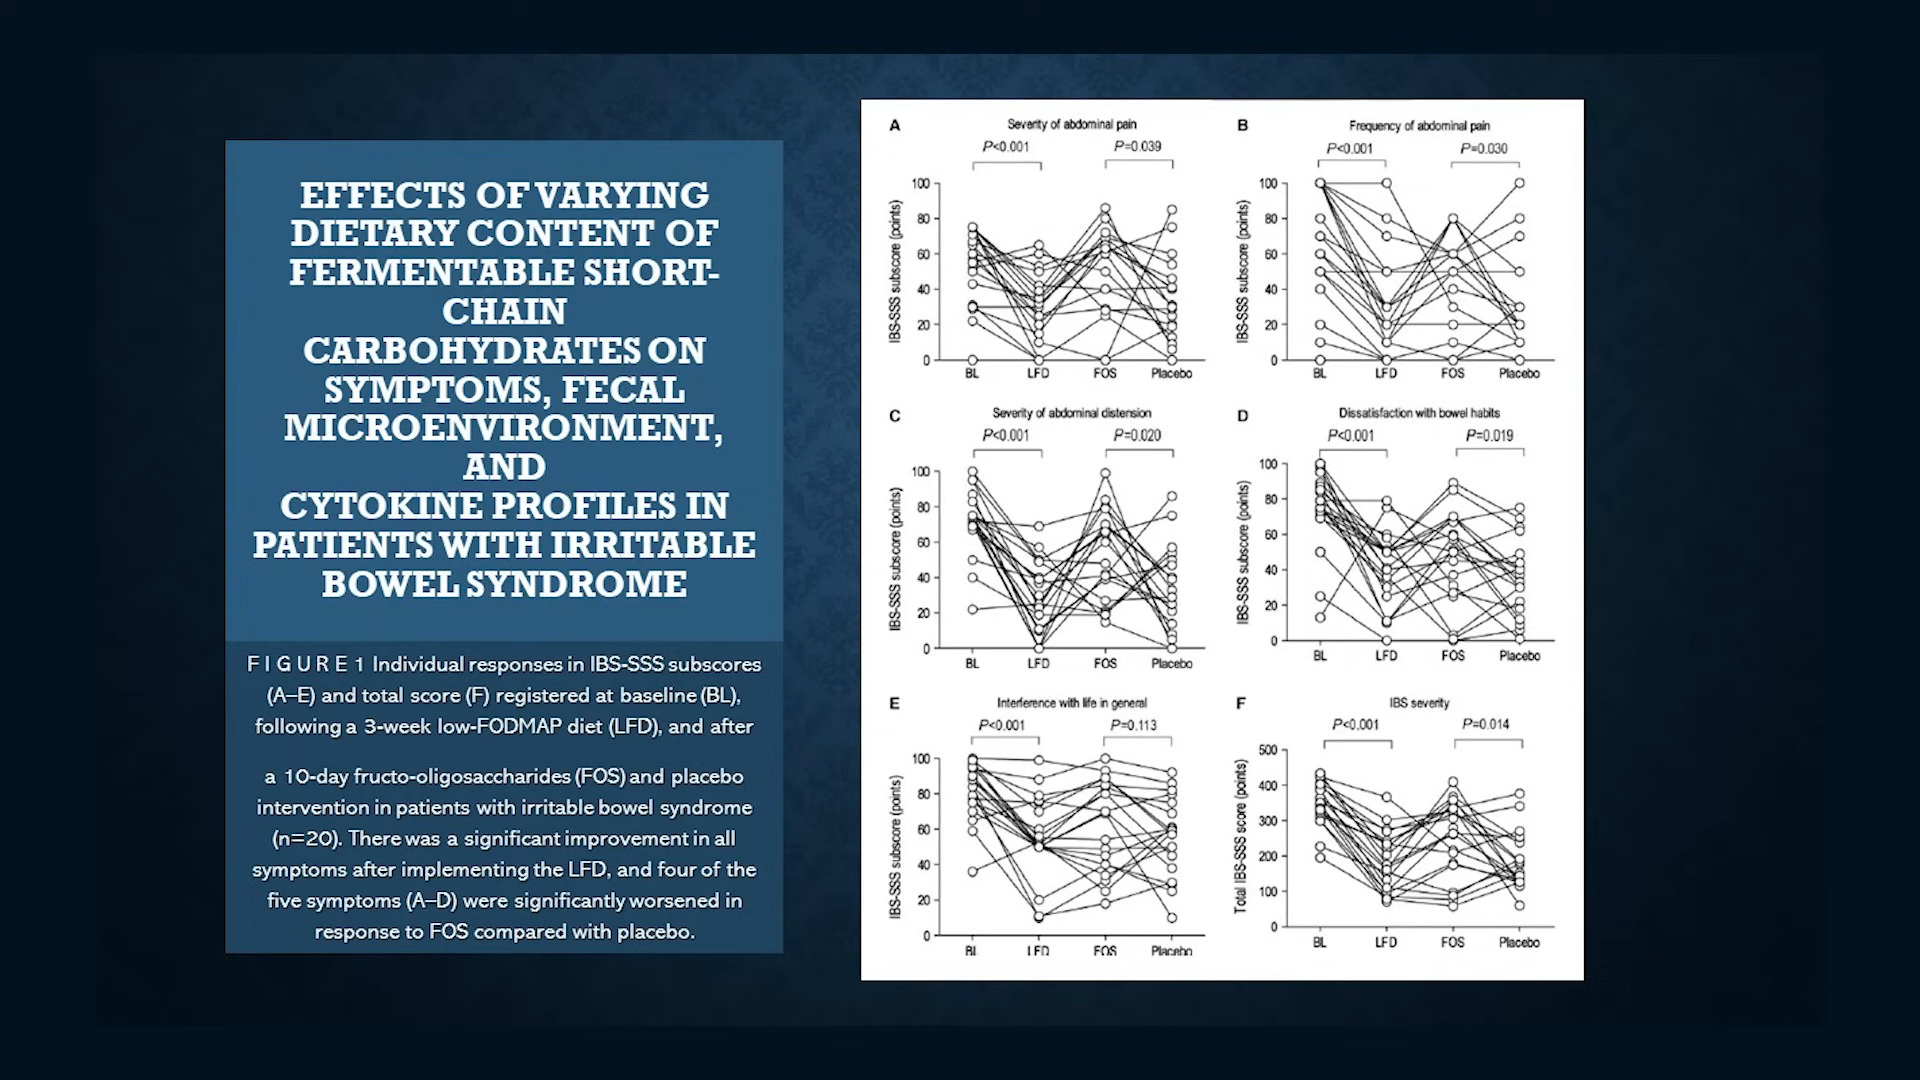 EFFECTS OF VARYING
DIETARY CONTENT OF
FERMENTABLE SHORT-
CHAIN
CARBOHYDRATES ON
SYMPTOMS, FECAL
MICROENVIRONMENT,
AND
CYTOKINE PROFILES IN
PATIENTS WITH IRRITABLE
BOWEL SYNDROME
F I G U R E 1 Individual responses in IBS-SSS subscores
(A–E) and total score (F) registered at baseline (BL),
following a 3-week low-FODMAP diet (LFD), and after
a 10-day fructo-oligosaccharides (FOS) and placebo
intervention in patients with irritable bowel syndrome
(n=20). There was a significant improvement in all
symptoms after implementing the LFD, and four of the
five symptoms (A–D) were significantly worsened in
response to FOS compared with placebo.
A
Severity of abdominal pain
P<0.001 P=0.039
IBS-SSS subscore (points)
100
80
60
40
20
0
BL LFD FOS Placebo
B
Frequency of abdominal pain
P<0.001 P=0.030
IBS-SSS subscore (points)
100
80
60
40
20
0
BL LFD FOS Placebo
C
Severity of abdominal distension
P<0.001 P=0.020
IBS-SSS subscore (points)
100
80
60
40
20
0
BL LFD FOS Placebo
D
Dissatisfaction with bowel habits
P<0.001 P=0.019
IBS-SSS subscore (points)
100
80
60
40
20
0
BL LFD FOS Placebo
E
Interference with life in general
P<0.001 P=0.113
IBS-SSS subscore (points)
100
80
60
40
20
0
BL LFD FOS Placebo
F
IBS severity
P<0.001 P=0.014
Total IBS-SSS score (points)
500
400
300
200
100
0
BL LFD FOS Placebo